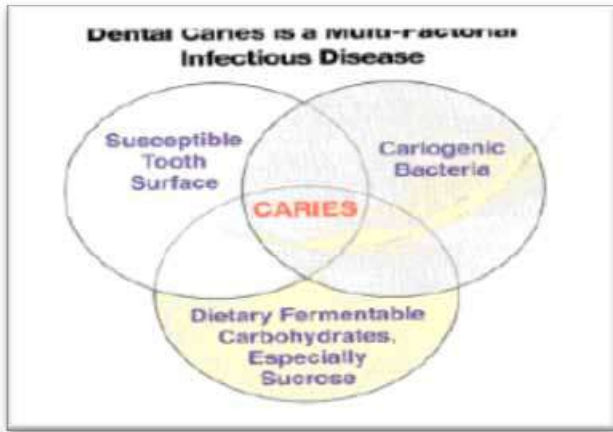 Dental Caries is a Multi-Factorial
Infectious Disease
Susceptible
Tooth
Surface
Cariogenic
Bacteria
CARIES
Dietary Fermentable
Carbohydrates,
Especially
Sucrose